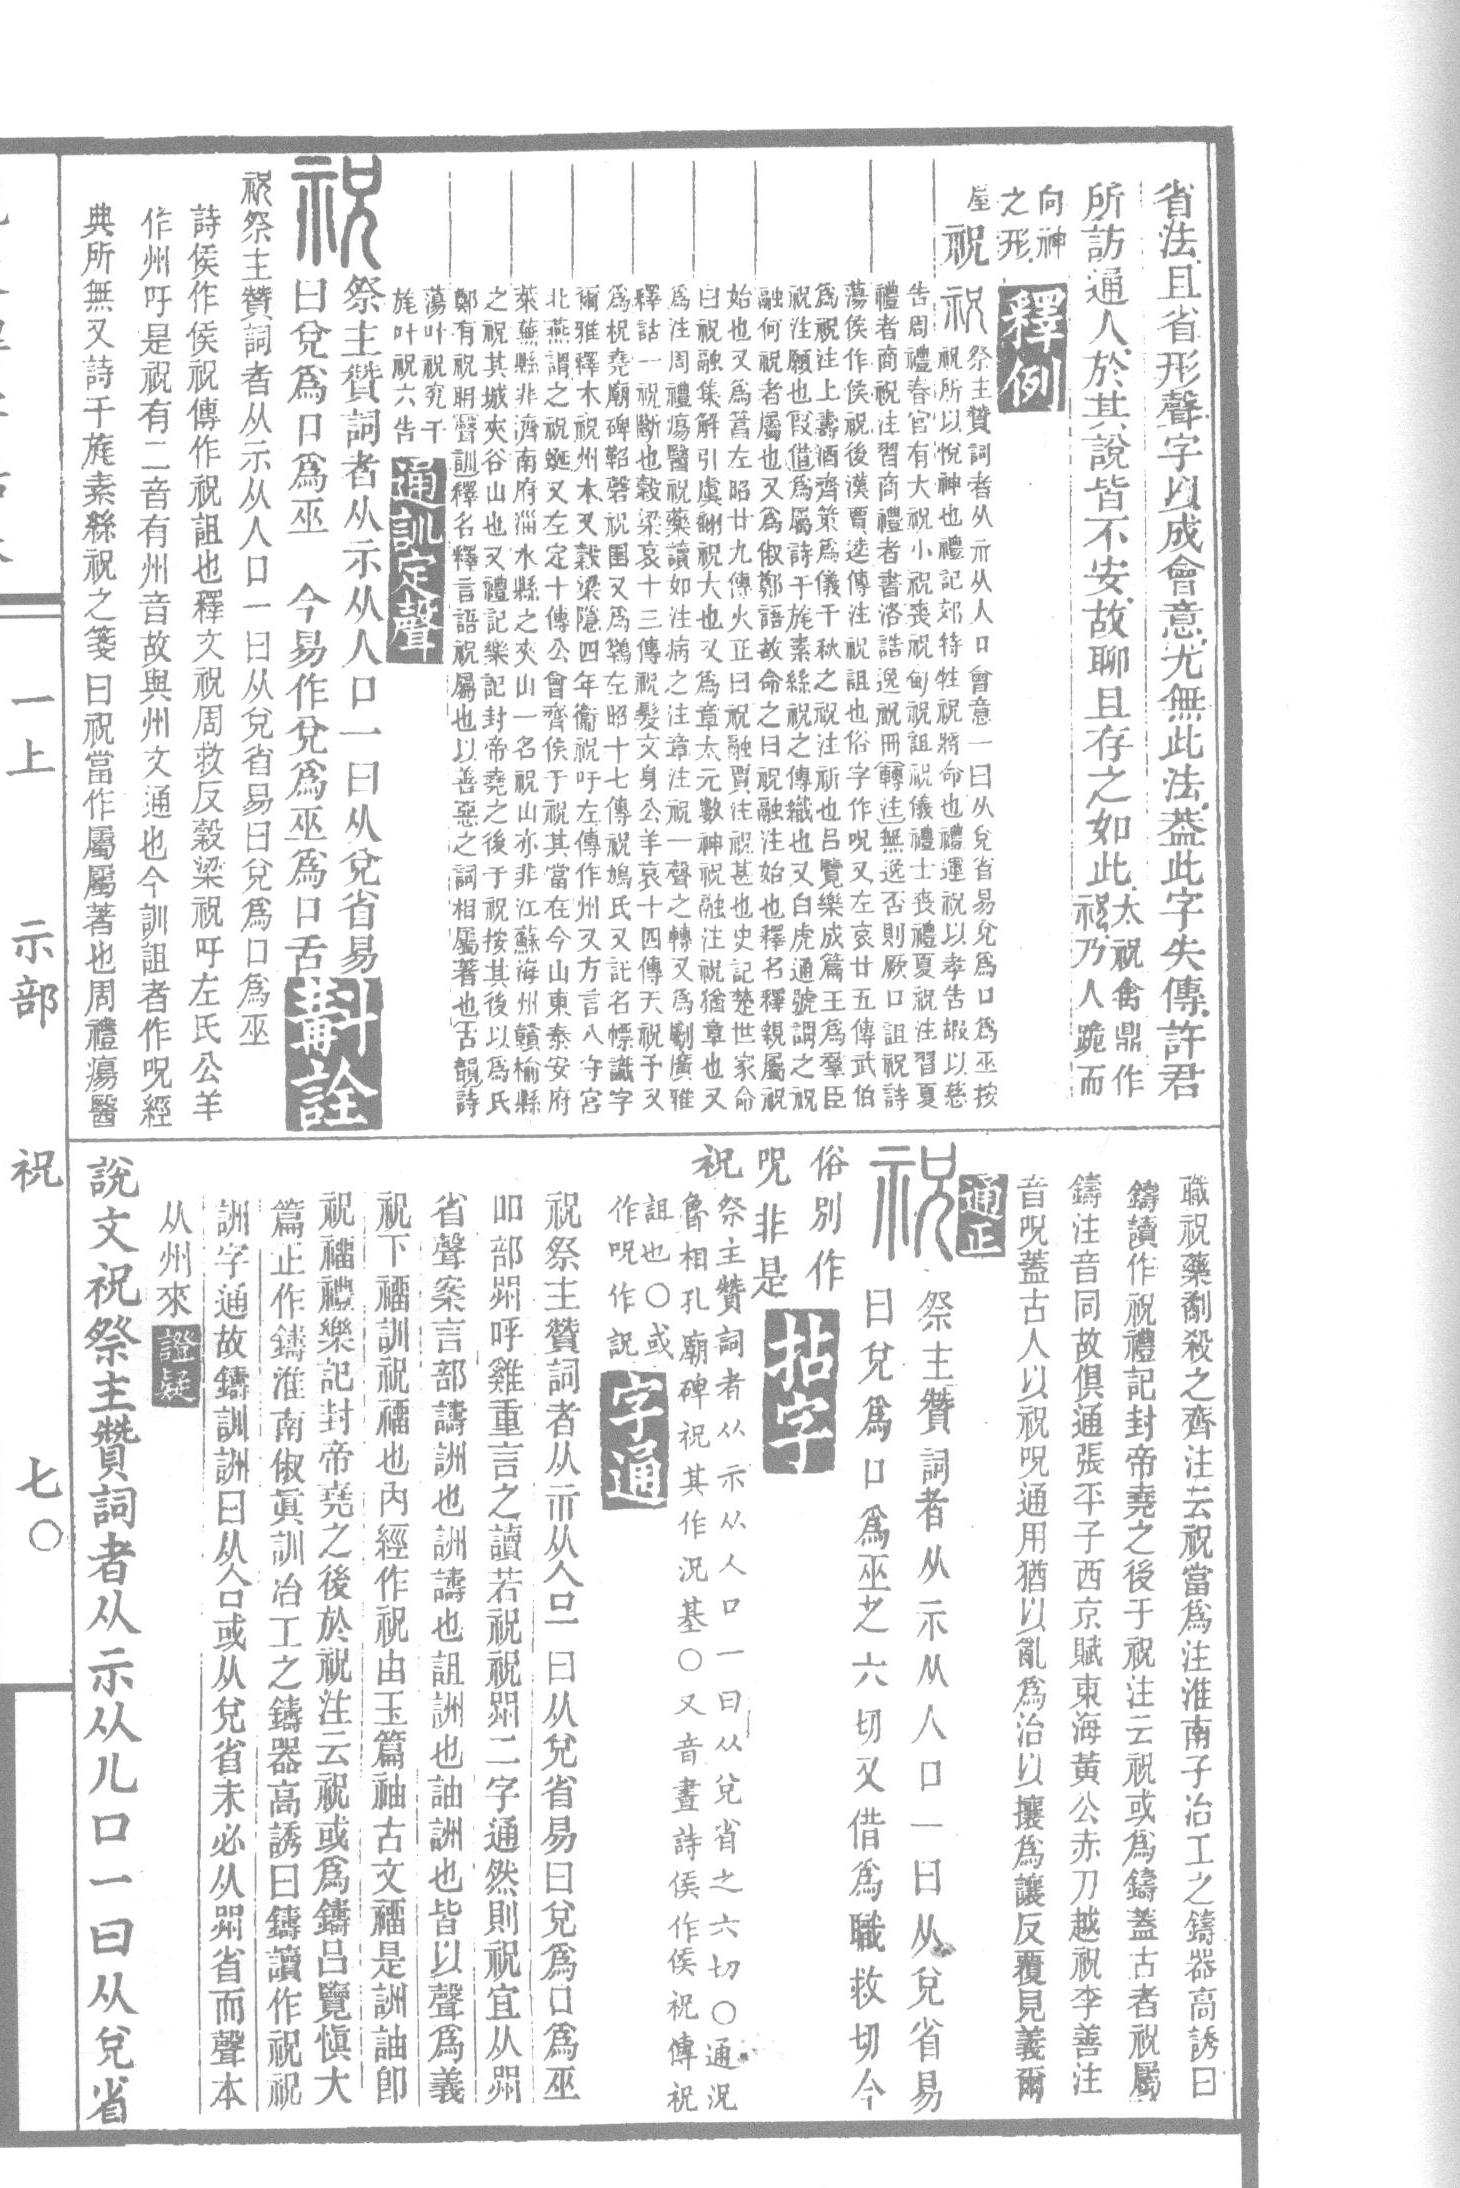 省法且省形聲字以成會意尤無此法葢此字失傳許君
所訪通人於其說皆不安故聊且存之如此太祝禽鼎作
祝乃人跪而
向神
之形
釋例
屋祝
祝祭主贊詞者从示从人口會意一曰从兌省易兌爲口爲巫按
祝所以悅神也禮記郊特牲祝將命也禮運祝以孝告嘏以慈
告周禮春官有大祝小祝喪祝甸祝詛祝儀禮士喪禮夏祝注習夏
禮者商祝注習商禮者書洛誥逸祝冊轉注無逸否則厥口詛祝詩
蕩侯作侯祝後漢賈逵傳注祝詛也俗字作呪又左哀廿五傳武伯
爲祝注上壽酒齊策爲儀千秋之祝注祈也呂覽樂成篇王爲羣臣
祝注願也假借爲屬詩干旄素絲祝之傳織也又白虎通號謂之祝
融何祝者屬也又爲俶鄭語故命之曰祝融注始也釋名釋親屬祝
始也又爲䈞左昭廿九傳火正曰祝融賈注祝甚也史記楚世家命
曰祝融集解引虞翻祝大也又爲章太元數神祝融注祝猶章也又
爲注周禮瘍醫祝藥讀如注病之注章注祝一聲之轉又爲斸廣雅
釋詁一祝斷也穀梁哀十三傳祝髮文身公羊哀十四傳天祝予又
爲柷堯廟碑鞀磬祝圉又爲鶐左昭十七傳祝鳩氏又託名幖識字
爾雅釋木祝州木又穀梁隱四年衞祝吁左傳作州又方言八守宮
北燕謂之祝蜓又左定十傳公會齊侯于祝其當在今山東泰安府
萊蕪縣非濟南府淄水縣之夾山一名祝山亦非江蘇海州贛榆縣
之祝其城夾谷山也又禮記樂記封帝堯之後于祝按其後以爲氏
鄭有祝明聲訓釋名釋言語祝屬也以善惡之詞相屬著也古韻詩
蕩叶祝究干
旄叶祝六告
通訓定聲
祝祭主贊詞者从示从人口一曰从兌省易
曰兌爲口爲巫　今易作兌爲巫爲口舌
斠詮
祝祭主贊詞者从示从人口一曰从兌省易曰兌爲口爲巫
詩侯作侯祝傳作祝詛也釋文祝周救反穀梁祝吁左氏公羊
作州吁是祝有二音有州音故與州文通也今訓詛者作呪經
典所無又詩干旄素絲祝之箋曰祝當作屬屬著也周禮瘍醫
職祝藥劀殺之齊注云祝當爲注淮南子冶工之鑄器高誘曰
鑄讀作祝禮記封帝堯之後于祝注云祝或爲鑄葢古者祝屬
鑄注音同故俱通張平子西京賦東海黃公赤刀越祝李善注
音呪葢古人以祝呪通用猶以亂爲治以攘爲讓反覆見義爾
通正
祝祭主贊詞者从示从人口一曰从兌省易
曰兌爲口爲巫之六切又借爲職救切今
俗別作
呪非是
拈字
祝祭主贊詞者从示从人口一曰从兌省之六切○通況
魯相孔廟碑祝其作況基○又音晝詩侯作侯祝傳祝
詛也○或
作呪作詋
字通
祝祭主贊詞者从示从人口一曰从兌省易曰兌爲口爲巫
吅部喌呼雞重言之讀若祝祝喌二字通然則祝宜从喌
省聲案言部譸詶也詶譸也詛詶也詶也皆以聲爲義
祝下䄡訓祝䄡也內經作祝由玉篇䄂古文䄡是詶䄂卽
祝䄡禮樂記封帝堯之後於祝注云祝或爲鑄呂覽愼大
篇正作鑄淮南俶眞訓冶工之鑄器高誘曰鑄讀作祝祝
詶字通故鑄訓詶曰从人口或从兌省未必从喌省而聲本
从州來
證疑
說文祝祭主贊詞者从示从儿口一曰从兌省
一上　示部　祝　七〇